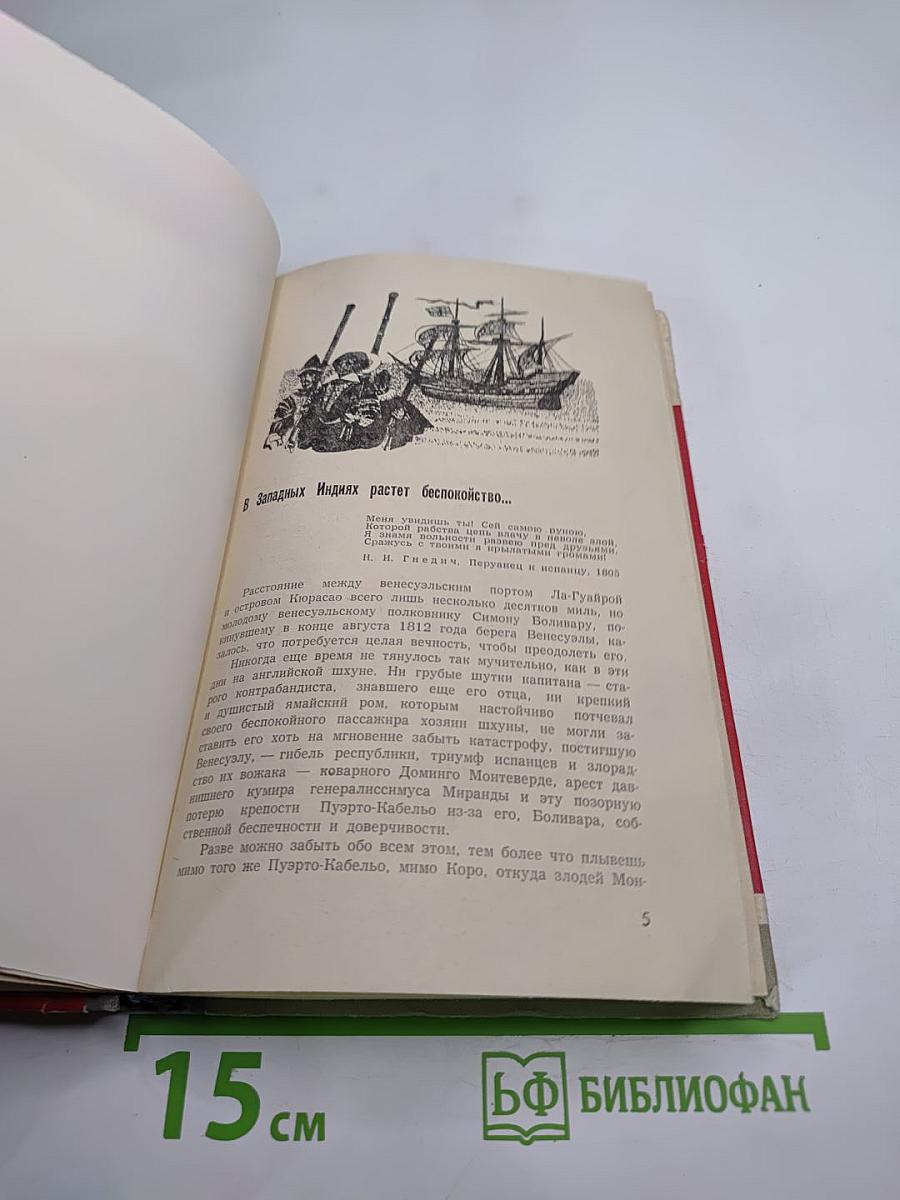 В Западных Индиях растет беспокойство...
Меня увидишь ты! Сей самою рукою,
Которой рабства цепь влачу в неволе злой,
Я знамя вольности развею пред друзьями,
Сражусь с твоими я крылатыми громами!
Н. И. Гнедич, Перуанец к испанцу, 1805
Расстояние между венесуэльским портом Ла-Гуайрой
и островом Кюрасао всего лишь несколько десятков миль, но
молодому венесуэльскому полковнику Симону Боливару, по-
кинувшему в конце августа 1812 года берега Венесуэлы, ка-
залось, что потребуется целая вечность, чтобы преодолеть его.
Никогда еще время не тянулось так мучительно, как в эти
дни на английской шхуне. Ни грубые шутки капитана — ста-
рого контрабандиста, знавшего еще его отца, ни крепкий
и душистый ямайский ром, которым настойчиво потчевал
своего беспокойного пассажира хозяин шхуны, не могли за-
ставить его хоть на мгновение забыть катастрофу, постигшую
Венесуэлу, — гибель республики, триумф испанцев и злорад-
ство их вожака — коварного Доминго Монтеверде, арест дав-
нишнего кумира генералиссимуса Миранды и эту позорную
потерю крепости Пуэрто-Кабельо из-за его, Боливара, соб-
ственной беспечности и доверчивости.
Разве можно забыть обо всем этом, тем более что плывешь
мимо того же Пуэрто-Кабельо, мимо Коро, откуда злодей Мон-
5
15 см
БФ БИБЛИОФАН